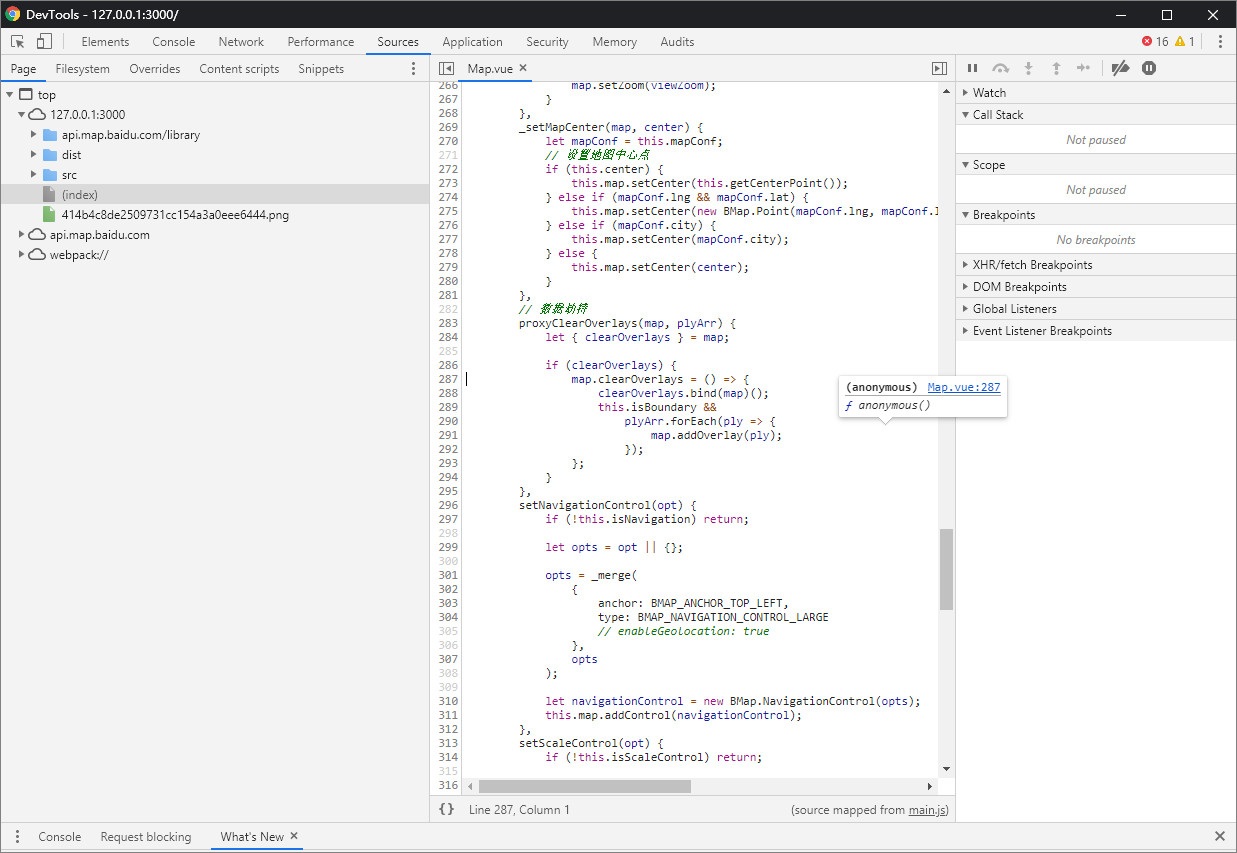 DevTools - 127.0.0.1:3000/
Elements Console Network Performance Sources Application Security Memory Audits 16 1
Page Filesystem Overrides Content scripts Snippets
Map.vue
top
127.0.0.1:3000
api.map.baidu.com/library
dist
src
(index)
414b4c8de2509731cc154a3a0eee6444.png
api.map.baidu.com
webpack://
266 map.setZoom(viewZoom);
267 }
268 },
269 _setMapCenter(map, center) {
270 let mapConf = this.mapConf;
271 // 设置地图中心点
272 if (this.center) {
273 this.map.setCenter(this.getCenterPoint());
274 } else if (mapConf.lng && mapConf.lat) {
275 this.map.setCenter(new BMap.Point(mapConf.lng, mapConf.l
276 } else if (mapConf.city) {
277 this.map.setCenter(mapConf.city);
278 } else {
279 this.map.setCenter(center);
280 }
281 },
282 // 数据劫持
283 proxyClearOverlays(map, plyArr) {
284 let { clearOverlays } = map;
285
286 if (clearOverlays) {
287 map.clearOverlays = () => {
288 clearOverlays.bind(map)();
289 this.isBoundary &&
290 plyArr.forEach(ply => {
291 map.addOverlay(ply);
292 });
293 };
294 }
295 },
296 setNavigationControl(opt) {
297 if (!this.isNavigation) return;
298
299 let opts = opt || {};
300
301 opts = _merge(
302 {
303 anchor: BMAP_ANCHOR_TOP_LEFT,
304 type: BMAP_NAVIGATION_CONTROL_LARGE
305 // enableGeolocation: true
306 },
307 opts
308 );
309
310 let navigationControl = new BMap.NavigationControl(opts);
311 this.map.addControl(navigationControl);
312 },
313 setScaleControl(opt) {
314 if (!this.isScaleControl) return;
315
316
(anonymous) Map.vue:287
ƒ anonymous()
{} Line 287, Column 1 (source mapped from main.js)
Watch
Call Stack
Not paused
Scope
Not paused
Breakpoints
No breakpoints
XHR/fetch Breakpoints
DOM Breakpoints
Global Listeners
Event Listener Breakpoints
Console Request blocking What's New